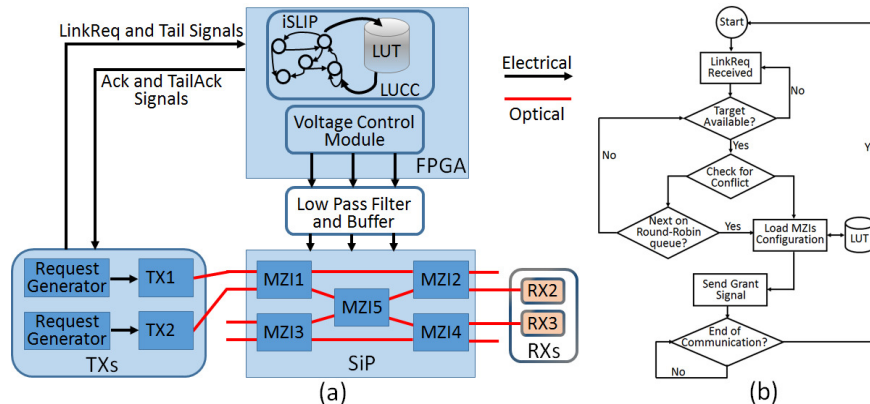 LinkReq and Tail Signals
Ack and TailAck
Signals
iSLIP
LUT
LUCC
Voltage Control
Module
FPGA
Electrical
Optical
Low Pass Filter
and Buffer
Request
Generator
TX1
Request
Generator
TX2
TXs
MZI1
MZI2
MZI5
MZI3
MZI4
SiP
RX2
RX3
RXs
(a)
Start
LinkReq
Received
No
Target
Available?
Yes
No
Y
Check for
Conflict
Next on
Round-Robin
queue?
Yes
Load MZIs
Configuration
LUT
Send Grant
Signal
End of
Communication?
No
(b)